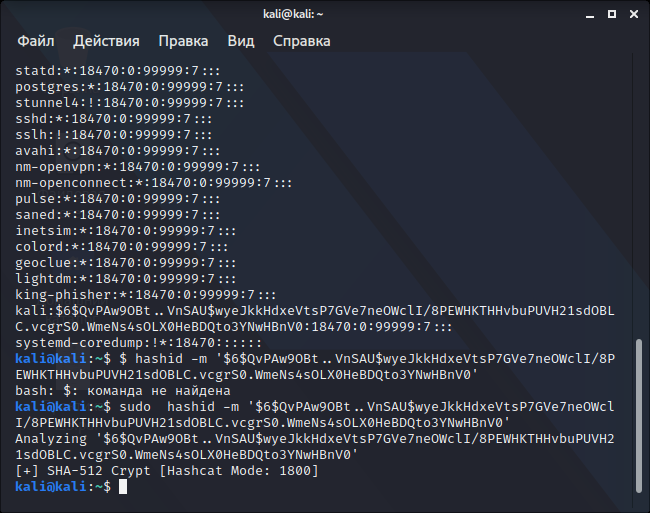 kali@kali: ~
Файл Действия Правка Вид Справка
statd:*:18470:0:99999:7:::
postgres:*:18470:0:99999:7:::
stunnel4:!:18470:0:99999:7:::
sshd:*:18470:0:99999:7:::
sslh:!:18470:0:99999:7:::
avahi:*:18470:0:99999:7:::
nm-openvpn:*:18470:0:99999:7:::
nm-openconnect:*:18470:0:99999:7:::
pulse:*:18470:0:99999:7:::
saned:*:18470:0:99999:7:::
inetsim:*:18470:0:99999:7:::
colord:*:18470:0:99999:7:::
geoclue:*:18470:0:99999:7:::
lightdm:*:18470:0:99999:7:::
king-phisher:*:18470:0:99999:7:::
kali:$6$QvPAw9OBt..VnSAU$wyeJkkHdxeVtsP7GVe7neOWclI/8PEWHKTHHvbuPUVH21sdOBL
C.vcgrS0.WmeNs4sOLX0HeBDQto3YNwHBnV0:18470:0:99999:7:::
systemd-coredump:!*:18470::::::
kali@kali:~$ $ hashid -m '$6$QvPAw9OBt..VnSAU$wyeJkkHdxeVtsP7GVe7neOWclI/8P
EWHKTHHvbuPUVH21sdOBLC.vcgrS0.WmeNs4sOLX0HeBDQto3YNwHBnV0'
bash: $: команда не найдена
kali@kali:~$ sudo  hashid -m '$6$QvPAw9OBt..VnSAU$wyeJkkHdxeVtsP7GVe7neOWcl
I/8PEWHKTHHvbuPUVH21sdOBLC.vcgrS0.WmeNs4sOLX0HeBDQto3YNwHBnV0'
Analyzing '$6$QvPAw9OBt..VnSAU$wyeJkkHdxeVtsP7GVe7neOWclI/8PEWHKTHHvbuPUVH2
1sdOBLC.vcgrS0.WmeNs4sOLX0HeBDQto3YNwHBnV0'
[+] SHA-512 Crypt [Hashcat Mode: 1800]
kali@kali:~$